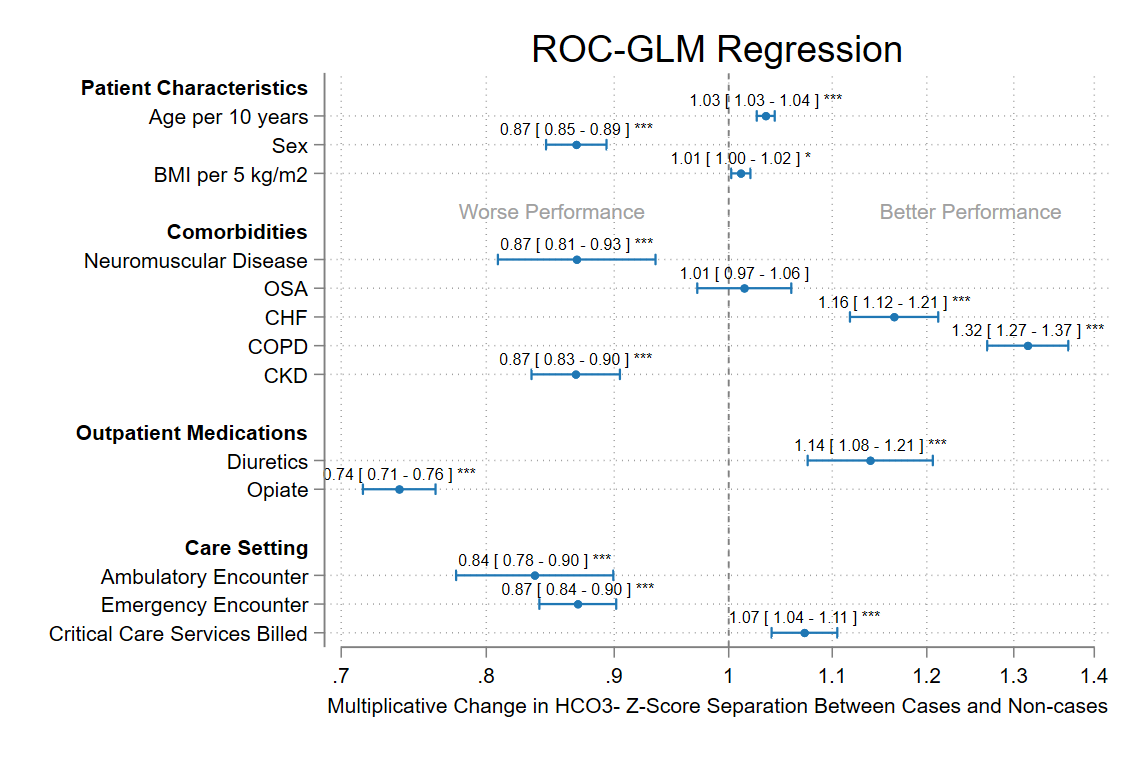 ROC-GLM Regression
Patient Characteristics
1.03 [ 1.03 - 1.04 ] ***
Age per 10 years
0.87 [ 0.85 - 0.89 ] ***
Sex
1.01 [ 1.00 - 1.02 ] *
BMI per 5 kg/m2
Worse Performance
Better Performance
Comorbidities
0.87 [ 0.81 - 0.93 ] ***
Neuromuscular Disease
1.01 [ 0.97 - 1.06 ]
OSA
1.16 [ 1.12 - 1.21 ] ***
CHF
1.32 [ 1.27 - 1.37 ] ***
COPD
0.87 [ 0.83 - 0.90 ] ***
CKD
Outpatient Medications
1.14 [ 1.08 - 1.21 ] ***
Diuretics
0.74 [ 0.71 - 0.76 ] ***
Opiate
Care Setting
0.84 [ 0.78 - 0.90 ] ***
Ambulatory Encounter
0.87 [ 0.84 - 0.90 ] ***
Emergency Encounter
1.07 [ 1.04 - 1.11 ] ***
Critical Care Services Billed
.7 .8 .9 1 1.1 1.2 1.3 1.4
Multiplicative Change in HCO3- Z-Score Separation Between Cases and Non-cases